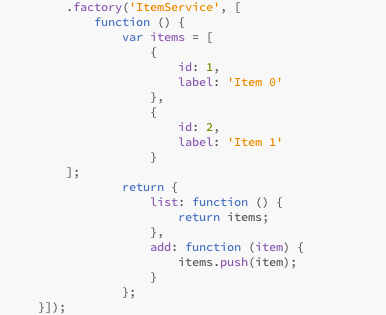 .factory('ItemService', [
function () {
var items = [
{
id: 1,
label: 'Item 0'
},
{
id: 2,
label: 'Item 1'
}
];
return {
list: function () {
return items;
},
add: function (item) {
items.push(item);
}
};
}]);